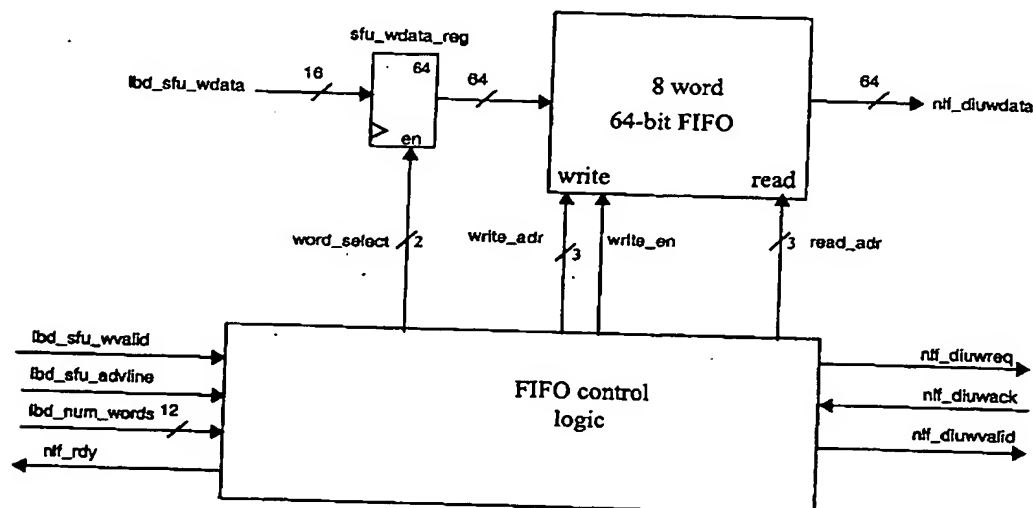 sfu_wdata_reg
lbd_sfu_wdata
16
64
64
en
8 word
64-bit FIFO
write
read
64
nlf_diuwdata
word_select
2
write_adr
3
write_en
3
read_adr
lbd_sfu_wvalid
lbd_sfu_advline
lbd_num_words
12
nlf_rdy
FIFO control
logic
nlf_diuwreq
nlf_diuwack
nlf_diuwvalid